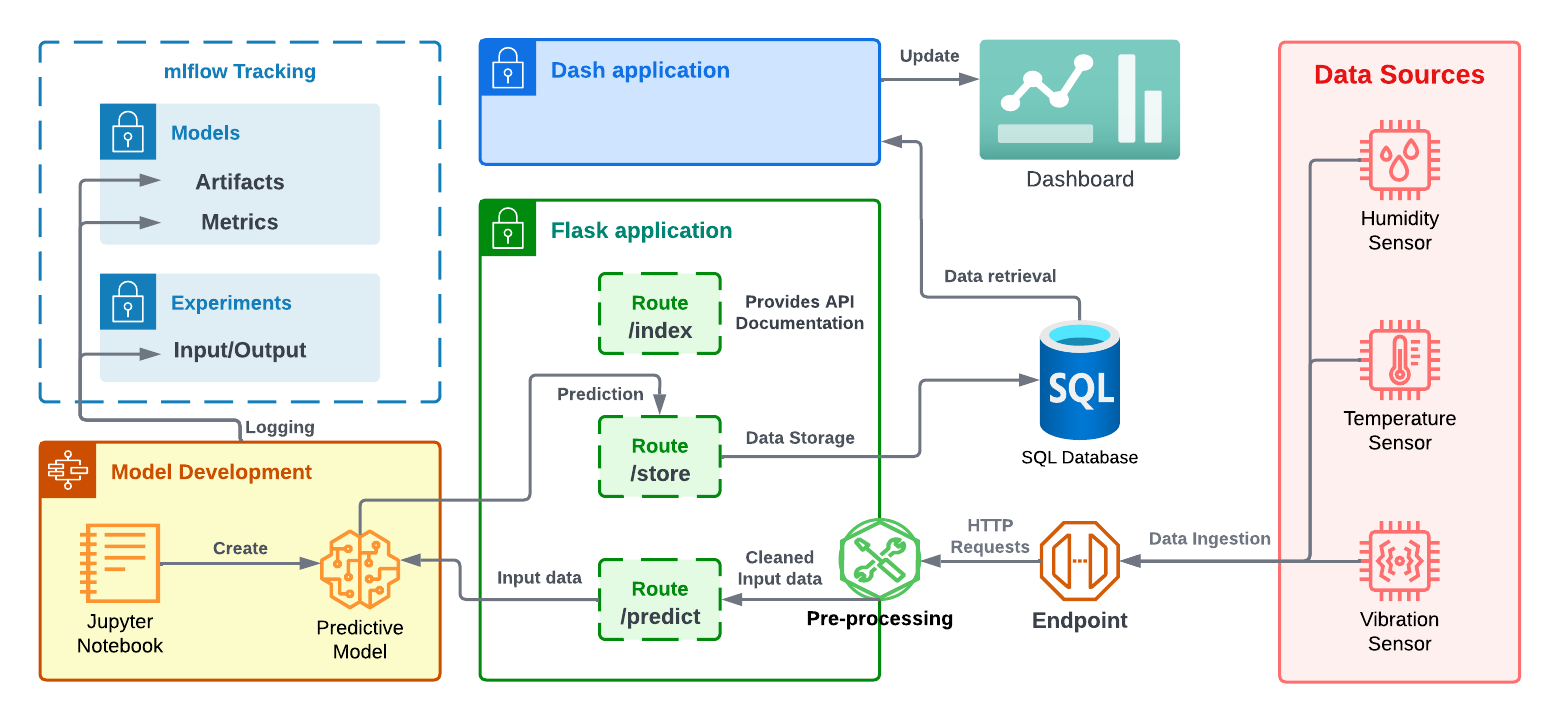 mlflow Tracking
Models
Artifacts
Metrics
Experiments
Input/Output
Logging
Model Development
Create
Jupyter
Notebook
Predictive
Model
Dash application
Update
Dashboard
Flask application
Route
/index
Provides API
Documentation
Prediction
Route
/store
Data Storage
Input data
Route
/predict
Cleaned
Input data
Pre-processing
Data retrieval
SQL
SQL Database
HTTP
Requests
Endpoint
Data Ingestion
Data Sources
Humidity
Sensor
Temperature
Sensor
Vibration
Sensor